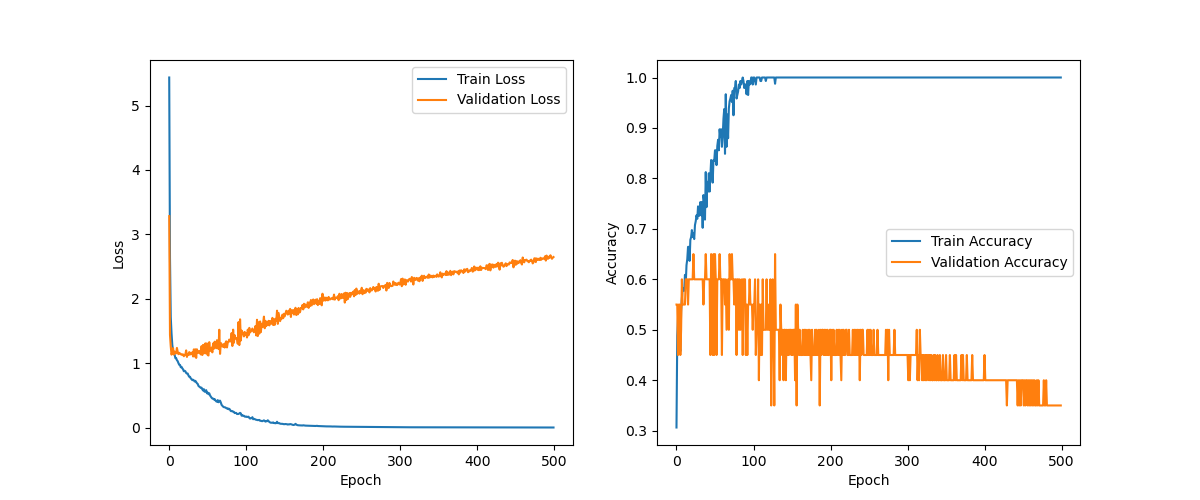 Train Loss
Validation Loss
5
4
3
2
1
0
Loss
0 100 200 300 400 500
Epoch
1.0
0.9
0.8
0.7
0.6
0.5
0.4
0.3
Accuracy
Train Accuracy
Validation Accuracy
0 100 200 300 400 500
Epoch